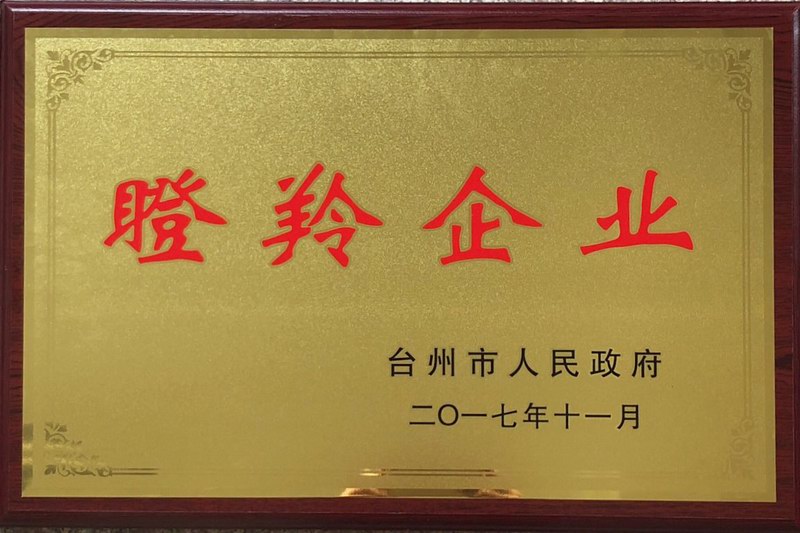 瞪羚企业
台州市人民政府
二〇一七年十一月